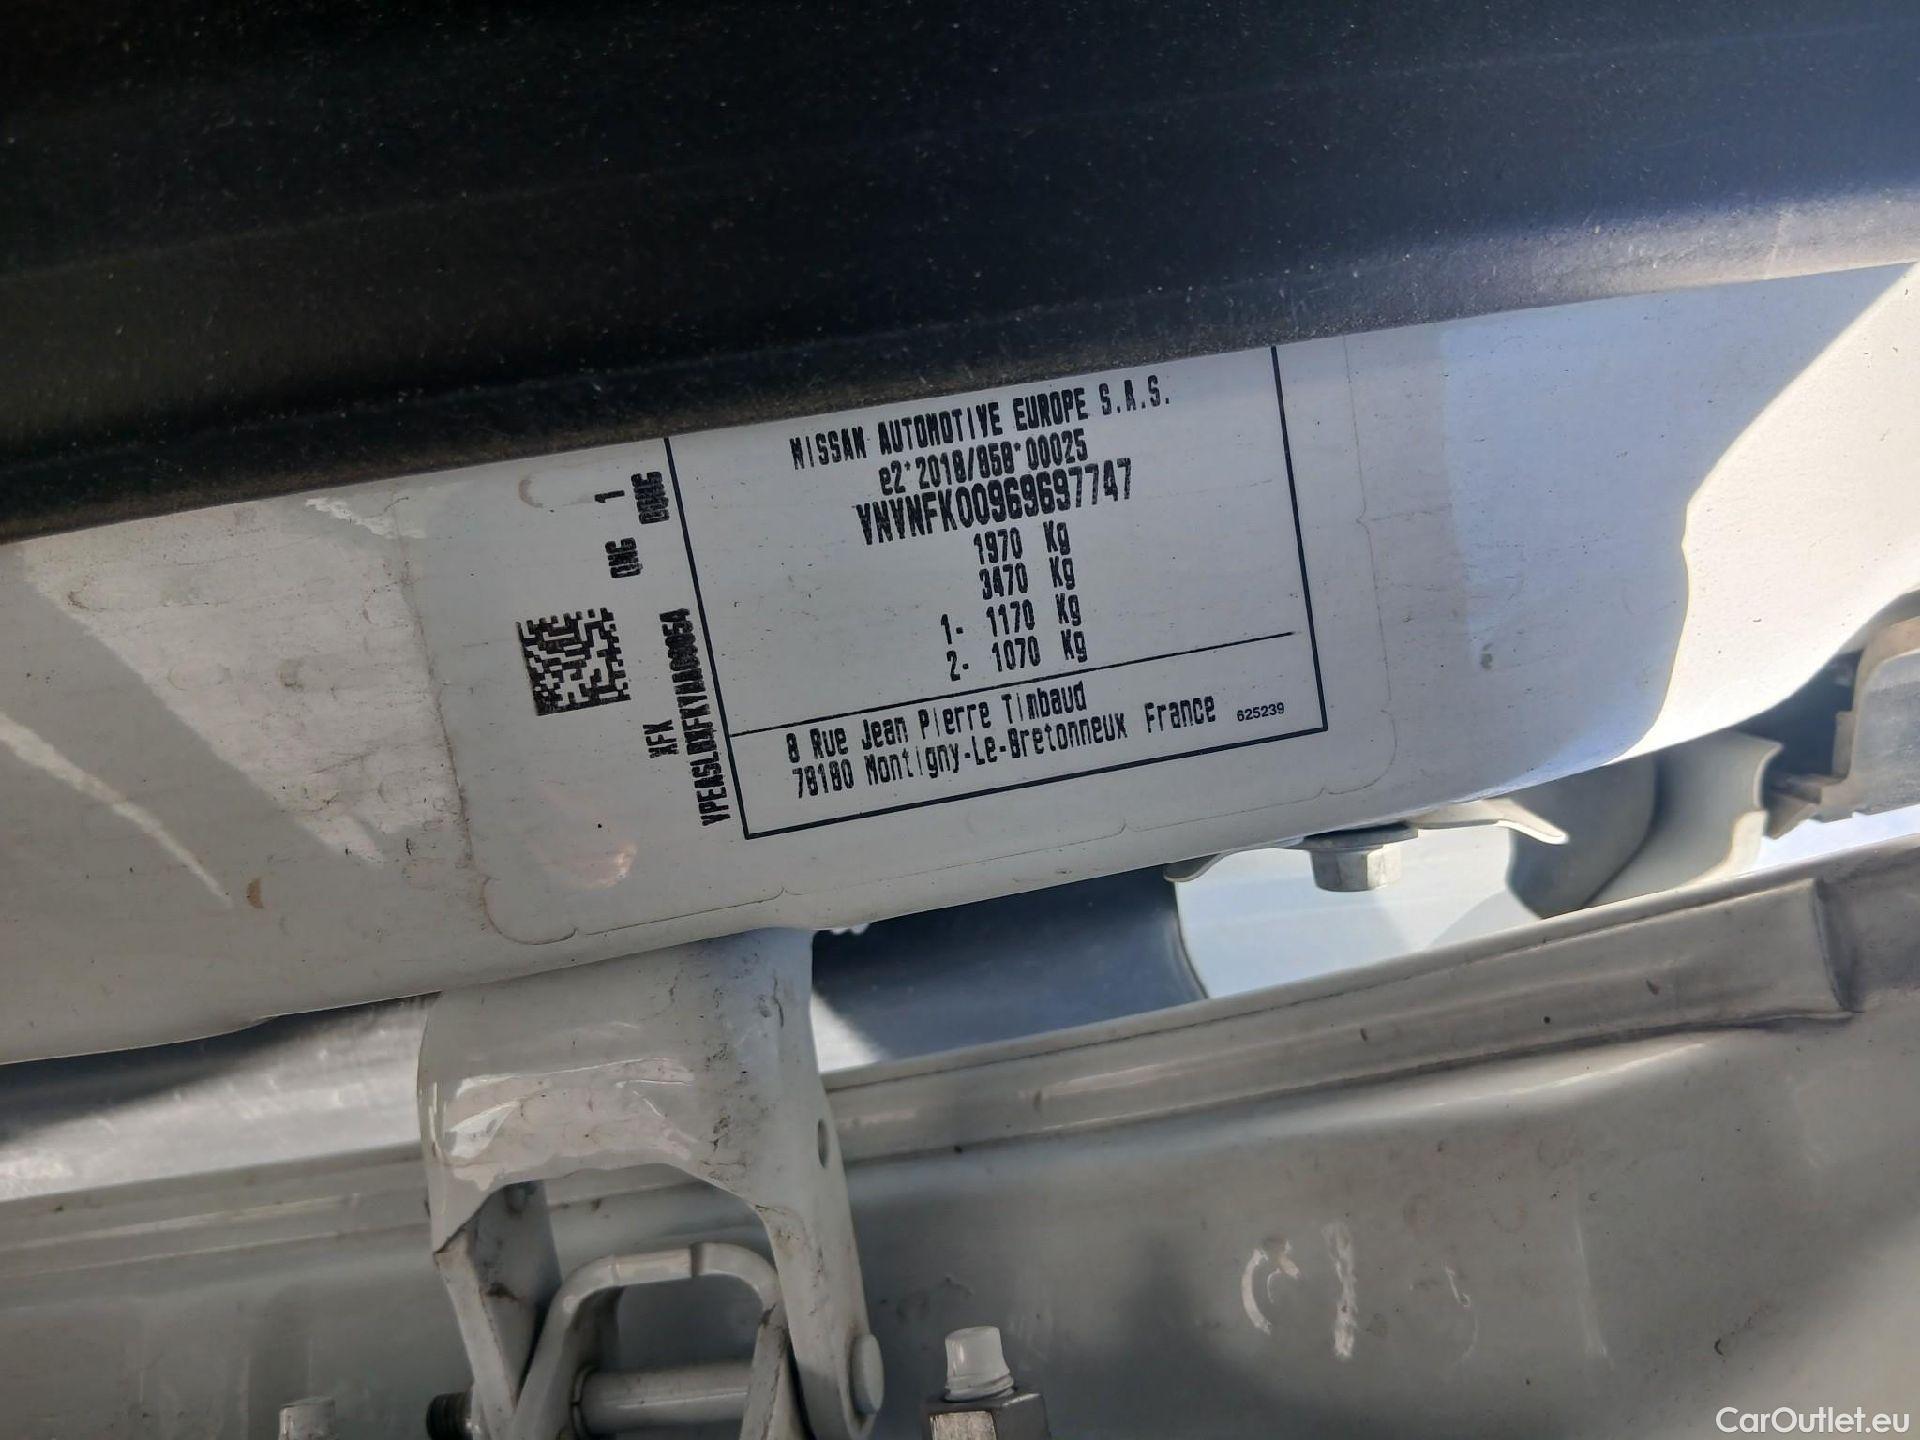 NISSAN AUTOMOTIVE EUROPE S.A.S.
e2*2018/858*00025
VNVNFK00969697747
1970 Kg
3470 Kg
1- 1170 Kg
2- 1070 Kg
8 Rue Jean Pierre Timbaud
78180 Montigny-Le-Bretonneux France
625239
1
XFK
CarOutlet.eu